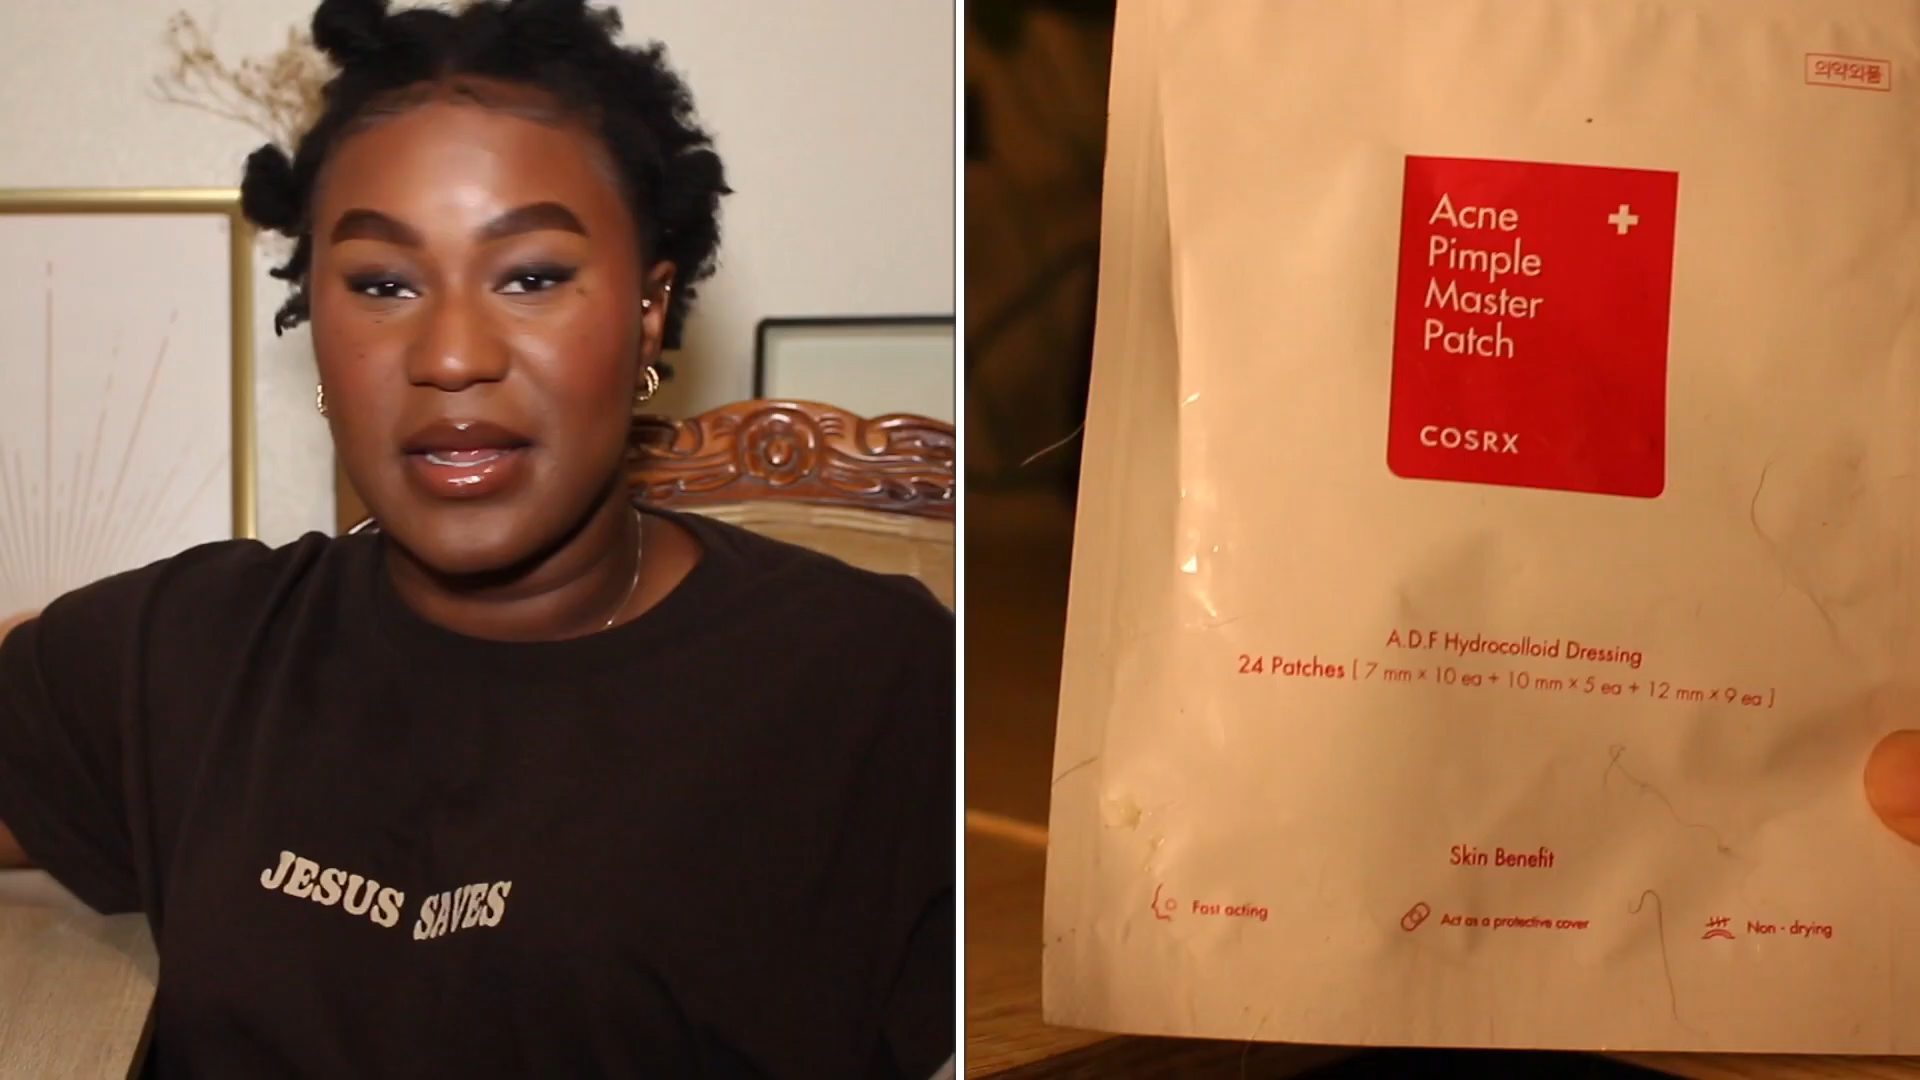 JESUS SAVES
의약외품
Acne
Pimple
Master
Patch
COSRX
A.D.F Hydrocolloid Dressing
24 Patches [ 7 mm × 10 ea + 10 mm × 5 ea + 12 mm × 9 ea ]
Skin Benefit
Fast acting
Act as a protective cover
Non - drying